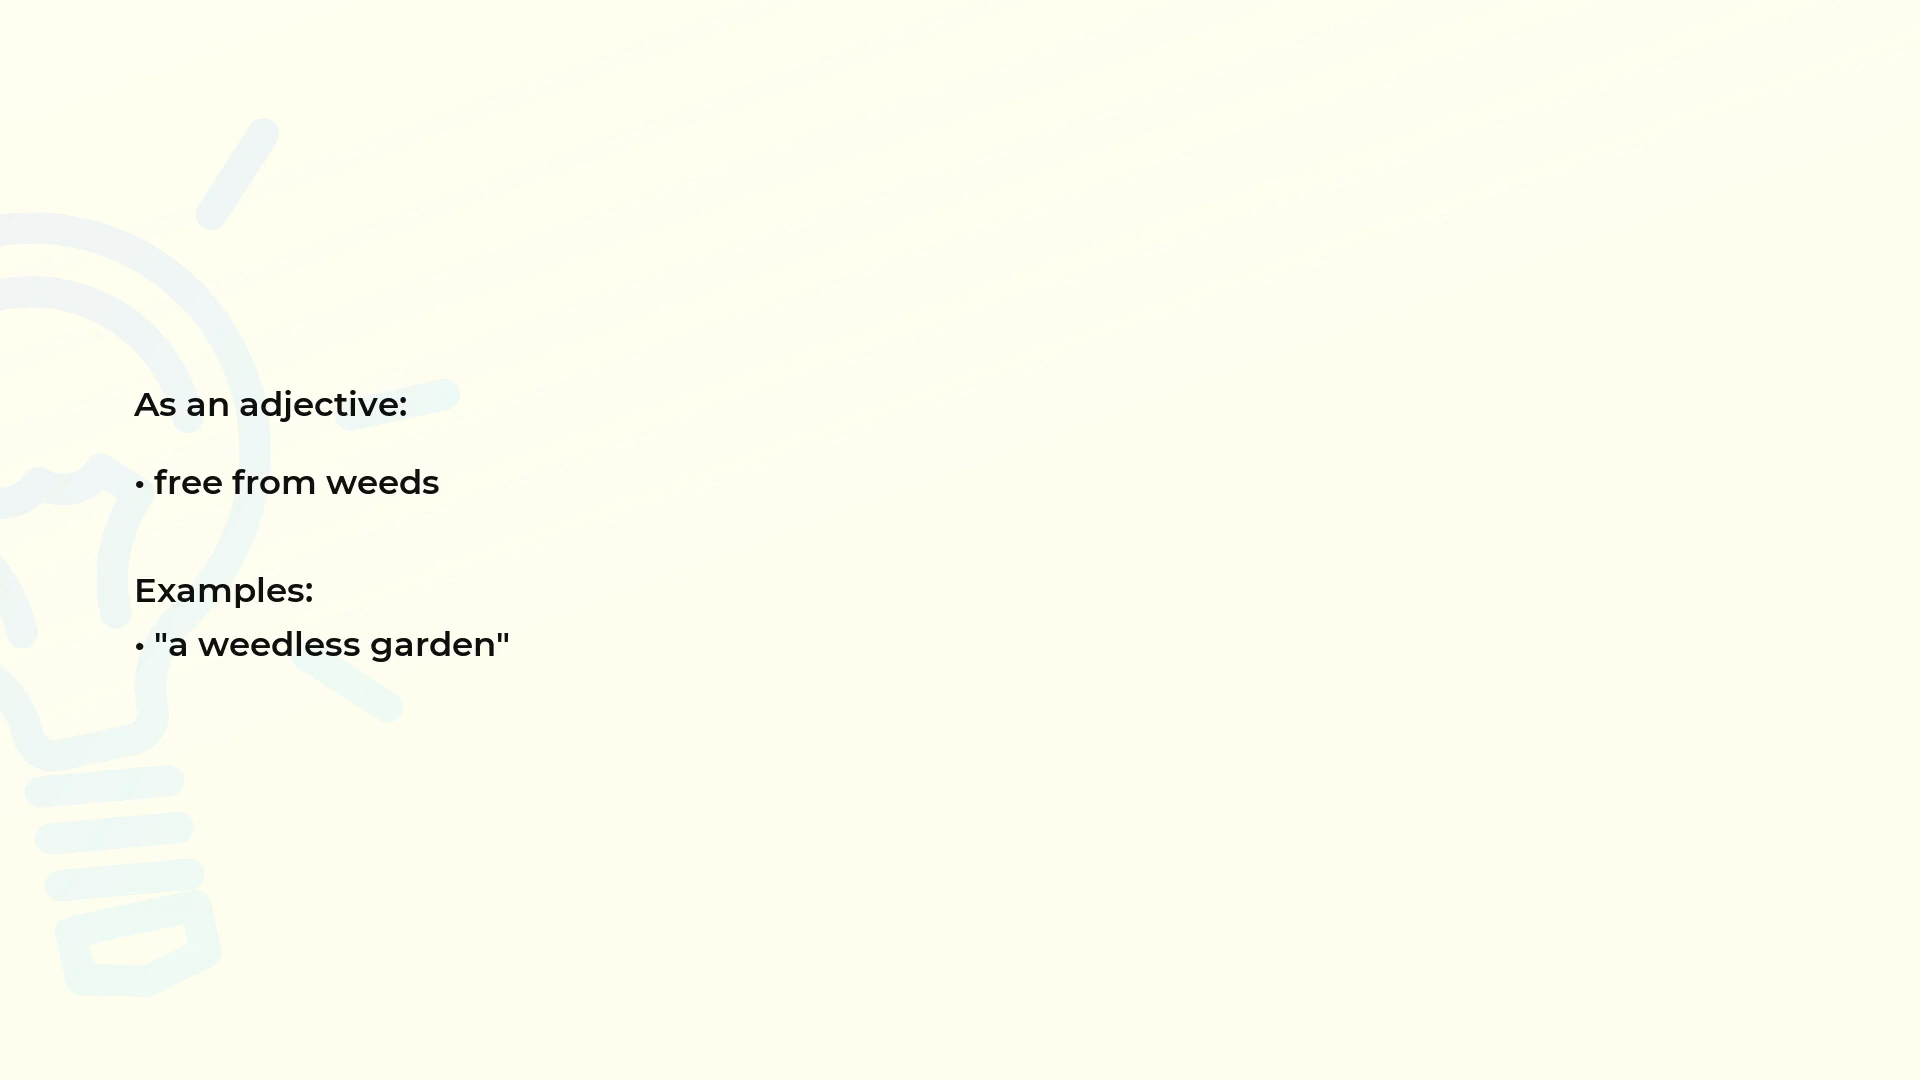 As an adjective:
• free from weeds
Examples:
• "a weedless garden"